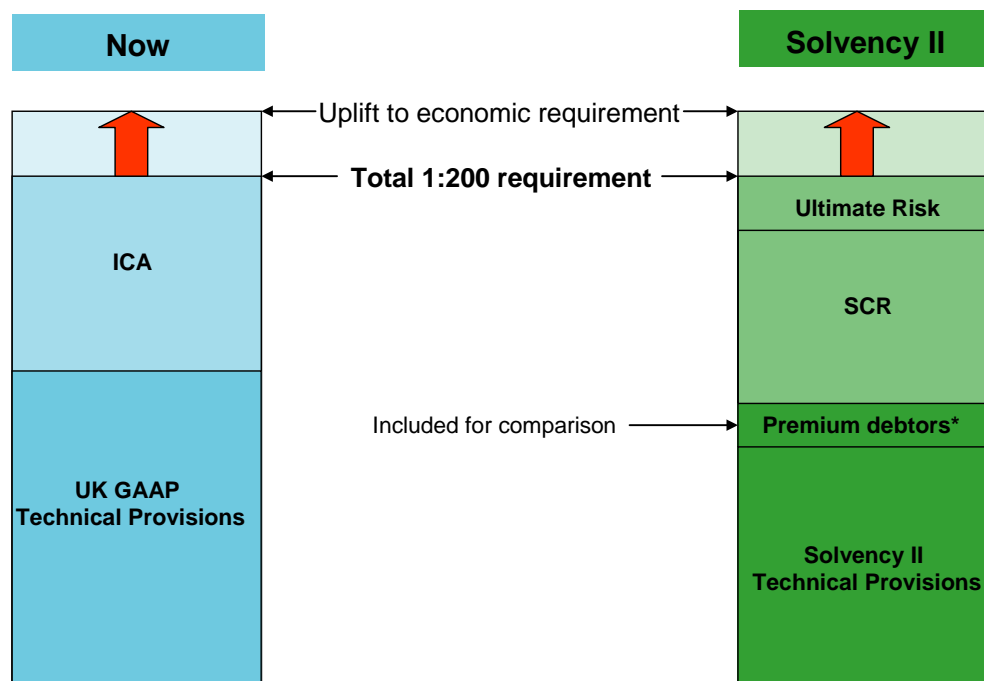 Now
Solvency II
Uplift to economic requirement
Total 1:200 requirement
Ultimate Risk
ICA
SCR
Included for comparison
Premium debtors*
UK GAAP
Technical Provisions
Solvency II
Technical Provisions